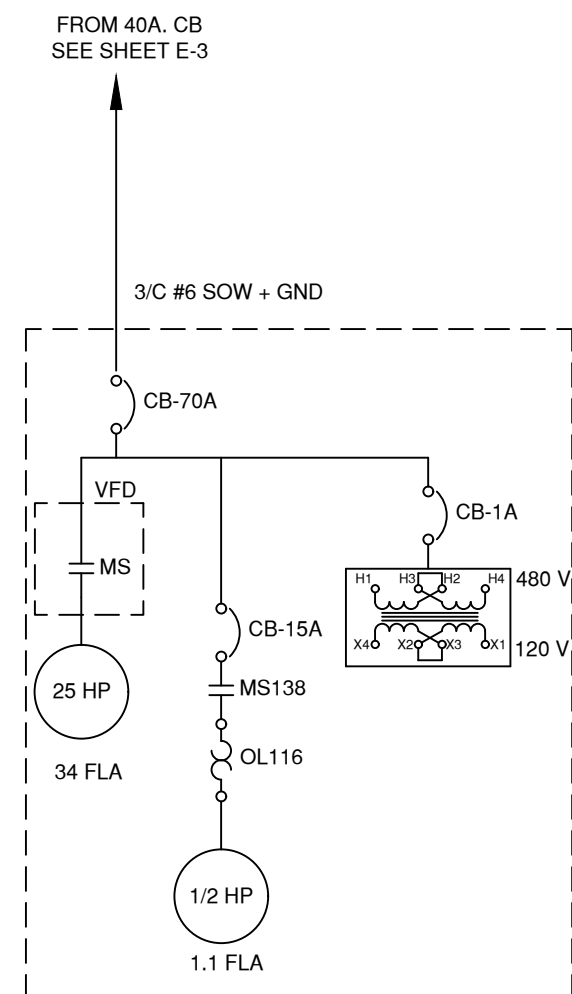 FROM 40A. CB
SEE SHEET E-3
3/C #6 SOW + GND
CB-70A
VFD
CB-1A
MS
H1 H3 H2 H4 480 V
X4 X2 X3 X1 120 V
CB-15A
MS138
25 HP
OL116
34 FLA
1/2 HP
1.1 FLA